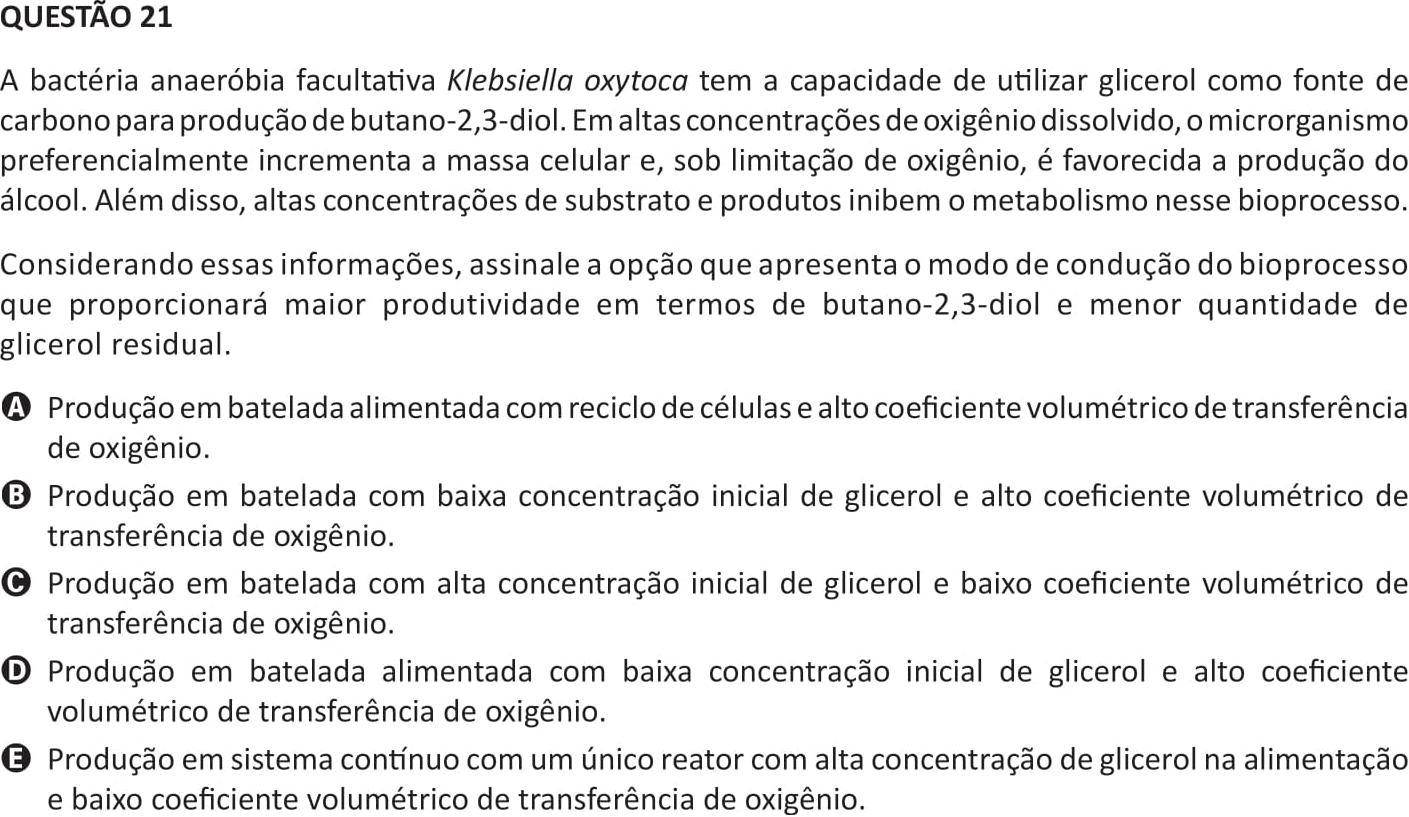 QUESTÃO 21
A bactéria anaeróbia facultativa Klebsiella oxytoca tem a capacidade de utilizar glicerol como fonte de
carbono para produção de butano-2,3-diol. Em altas concentrações de oxigênio dissolvido, o microrganismo
preferencialmente incrementa a massa celular e, sob limitação de oxigênio, é favorecida a produção do
álcool. Além disso, altas concentrações de substrato e produtos inibem o metabolismo nesse bioprocesso.
Considerando essas informações, assinale a opção que apresenta o modo de condução do bioprocesso
que proporcionará maior produtividade em termos de butano-2,3-diol e menor quantidade de
glicerol residual.
A Produção em batelada alimentada com reciclo de células e alto coeficiente volumétrico de transferência
de oxigênio.
B Produção em batelada com baixa concentração inicial de glicerol e alto coeficiente volumétrico de
transferência de oxigênio.
C Produção em batelada com alta concentração inicial de glicerol e baixo coeficiente volumétrico de
transferência de oxigênio.
D Produção em batelada alimentada com baixa concentração inicial de glicerol e alto coeficiente
volumétrico de transferência de oxigênio.
E Produção em sistema contínuo com um único reator com alta concentração de glicerol na alimentação
e baixo coeficiente volumétrico de transferência de oxigênio.